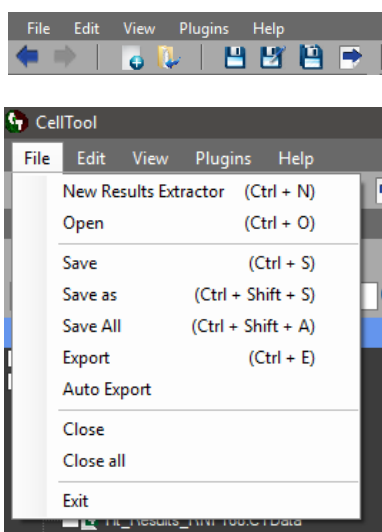 File Edit View Plugins Help
CellTool
File Edit View Plugins Help
New Results Extractor (Ctrl + N)
Open (Ctrl + O)
Save (Ctrl + S)
Save as (Ctrl + Shift + S)
Save All (Ctrl + Shift + A)
Export (Ctrl + E)
Auto Export
Close
Close all
Exit